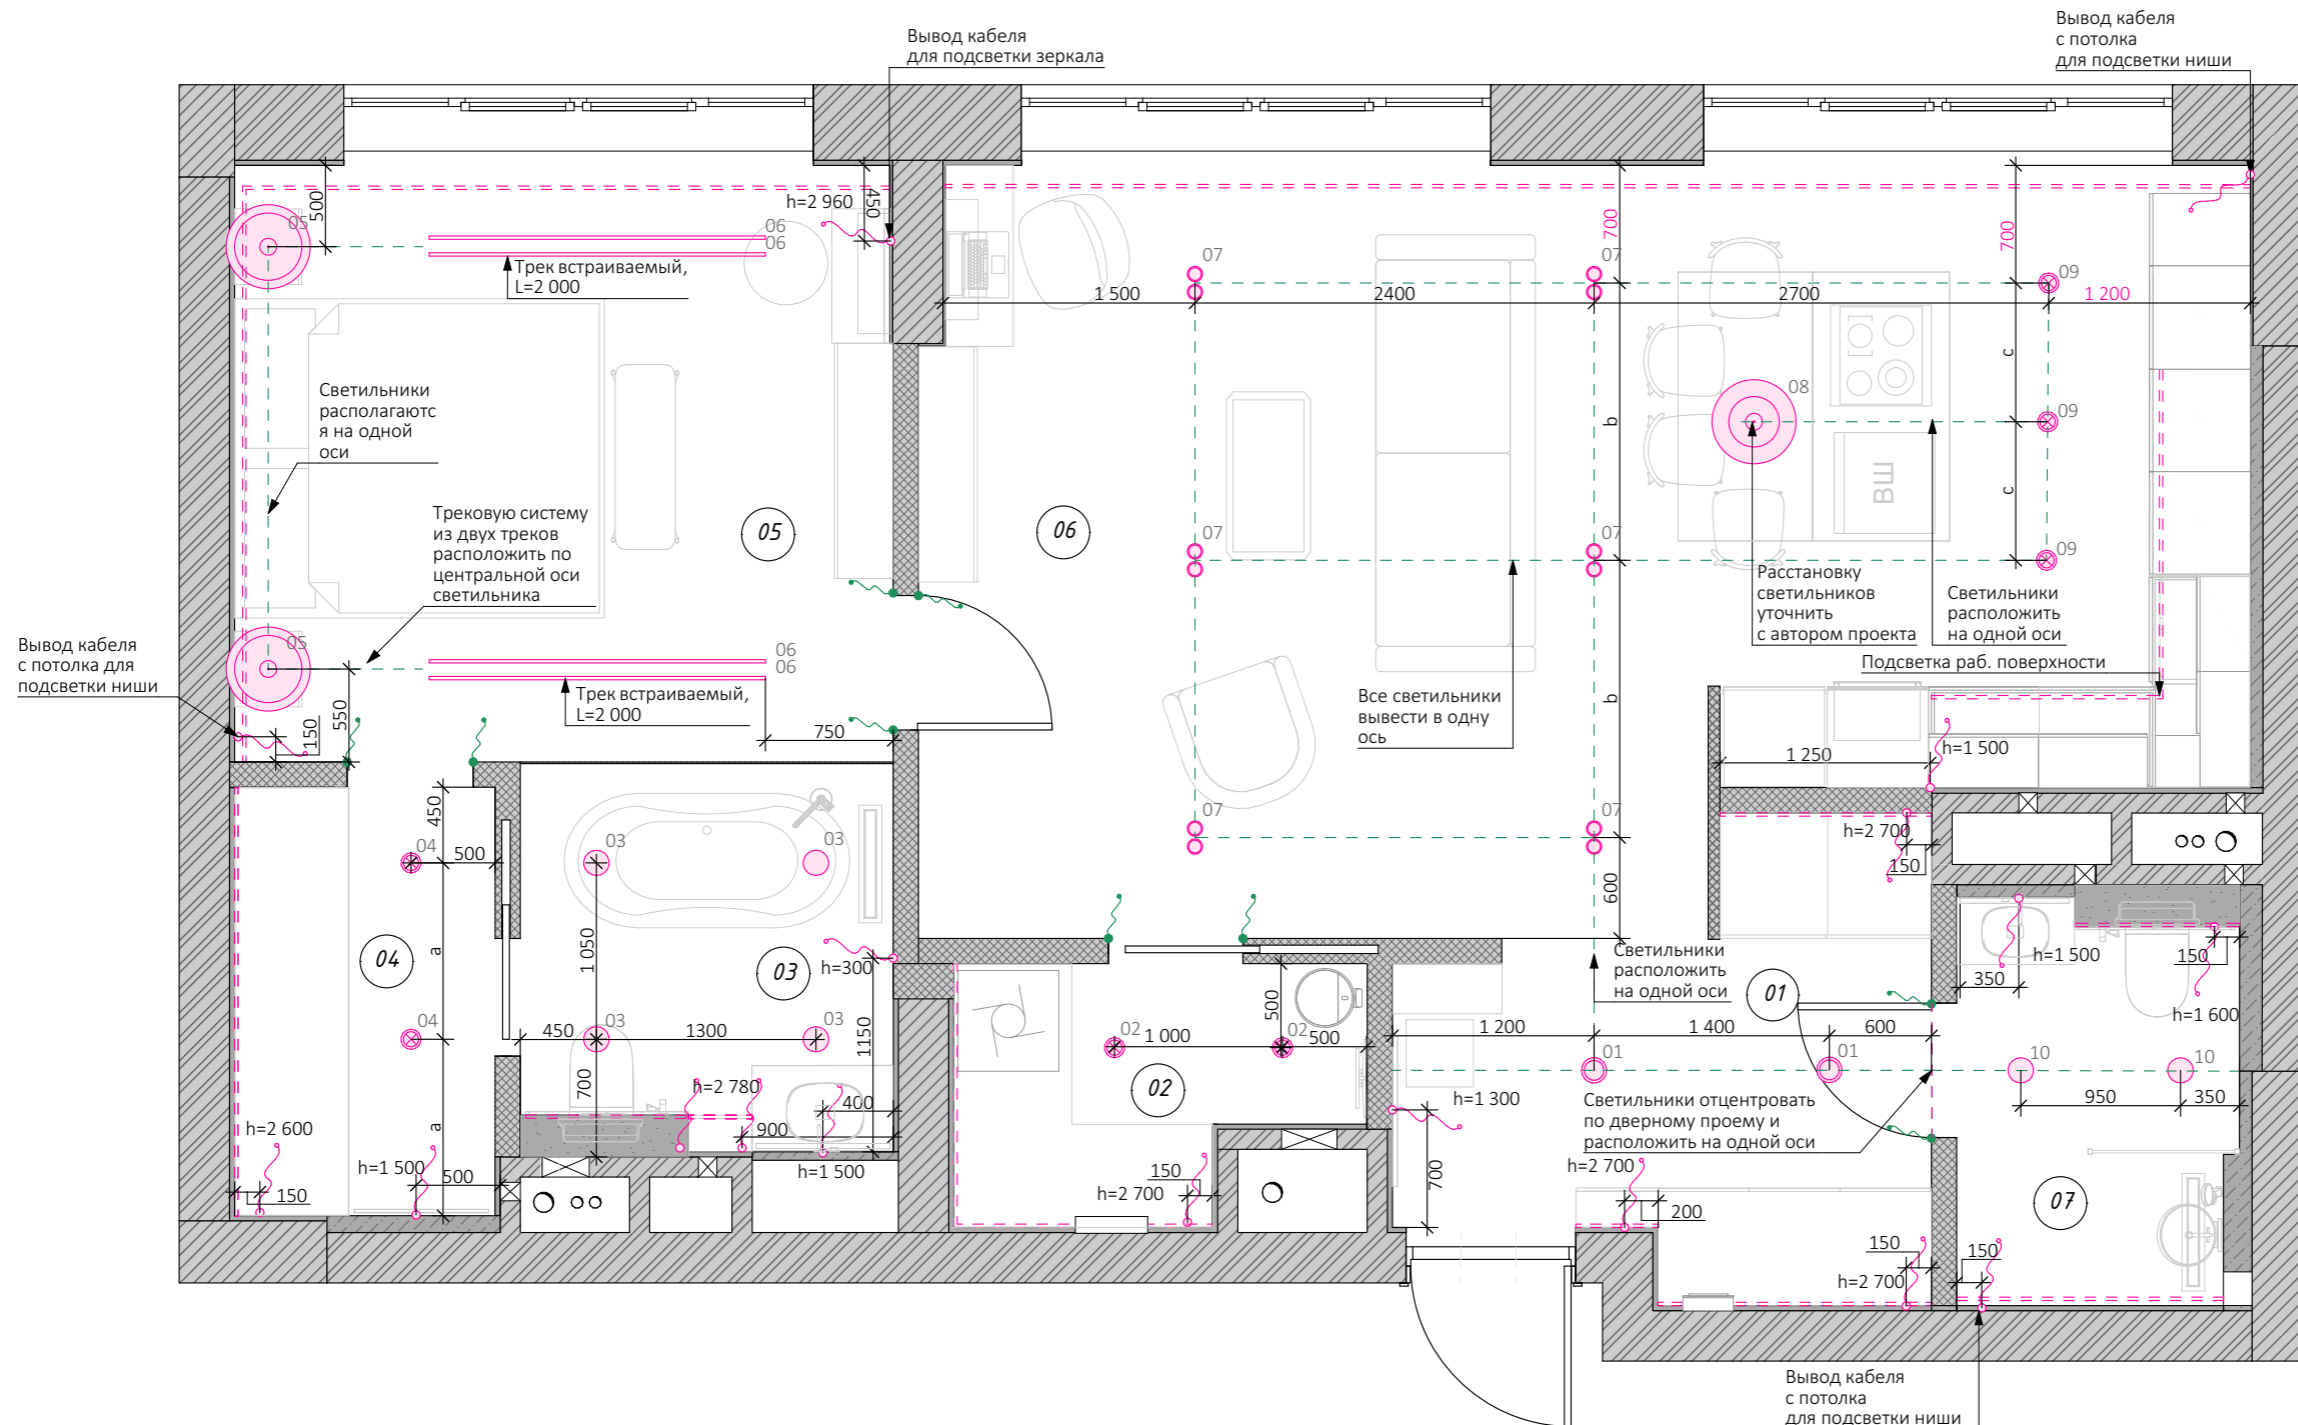 Вывод кабеля
для подсветки зеркала
Вывод кабеля
с потолка
для подсветки ниши
500
05
h=2 960
450
06
06
Трек встраиваемый,
L=2 000
Светильники
располагаютс
я на одной
оси
Трековую систему
из двух треков
расположить по
центральной оси
светильника
05
Вывод кабеля
с потолка для
подсветки ниши
05
06
06
Трек встраиваемый,
L=2 000
550
150
750
07
07
700
700
09
1 500
2400
2700
1 200
c
08
09
b
c
ВШ
06
07
07
09
Расстановку
светильников
уточнить
с автором проекта
Светильники
расположить
на одной оси
Подсветка раб. поверхности
Все светильники
вывести в одну
ось
b
1 250
h=1 500
07
07
600
h=2 700
150
450
04
500
03
03
a
04
1 050
03
h=300
04
03
03
450
1300
1150
700
h=2 780
400
900
h=1 500
a
h=2 600
h=1 500
500
150
500
02
1 000
02
500
02
150
h=2 700
Светильники
расположить
на одной оси
01
1 200
1 400
600
01
01
h=1 300
Светильники отцентровать
по дверному проему и
расположить на одной оси
700
h=2 700
200
150
h=2 700
h=1 500
350
150
h=1 600
10
10
950
350
07
150
Вывод кабеля
с потолка
для подсветки ниши